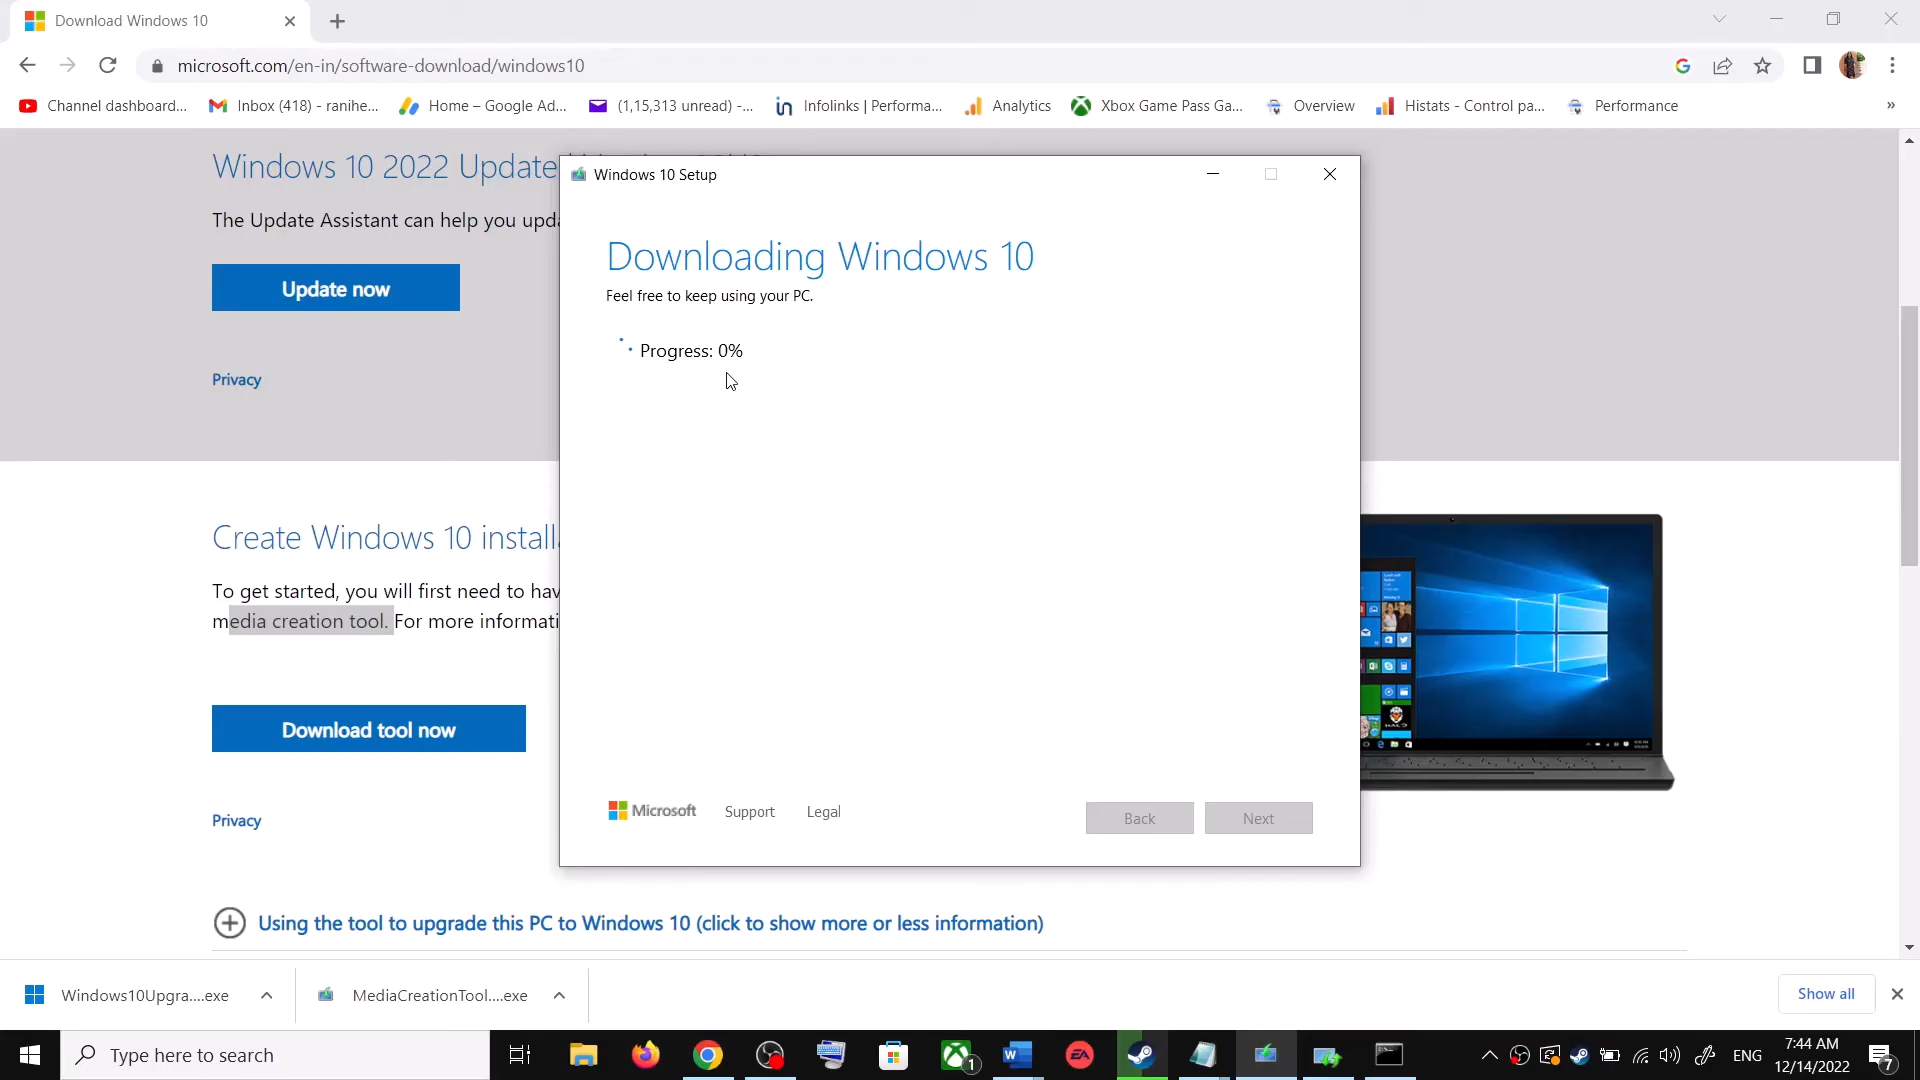 Download Windows 10
microsoft.com/en-in/software-download/windows10
Channel dashboard...
Inbox (418) - ranihe...
Home – Google Ad...
(1,15,313 unread) -...
Infolinks | Performa...
Analytics
Xbox Game Pass Ga...
Overview
Histats - Control pa...
Performance
»
Windows 10 2022 Update
The Update Assistant can help you upda
Update now
Privacy
Windows 10 Setup
Downloading Windows 10
Feel free to keep using your PC.
Progress: 0%
Microsoft
Support
Legal
Back
Next
Create Windows 10 installa
To get started, you will first need to hav
media creation tool. For more informati
Download tool now
Privacy
Using the tool to upgrade this PC to Windows 10 (click to show more or less information)
Windows10Upgra....exe
MediaCreationTool....exe
Show all
Type here to search
1
ENG
7:44 AM
12/14/2022
7